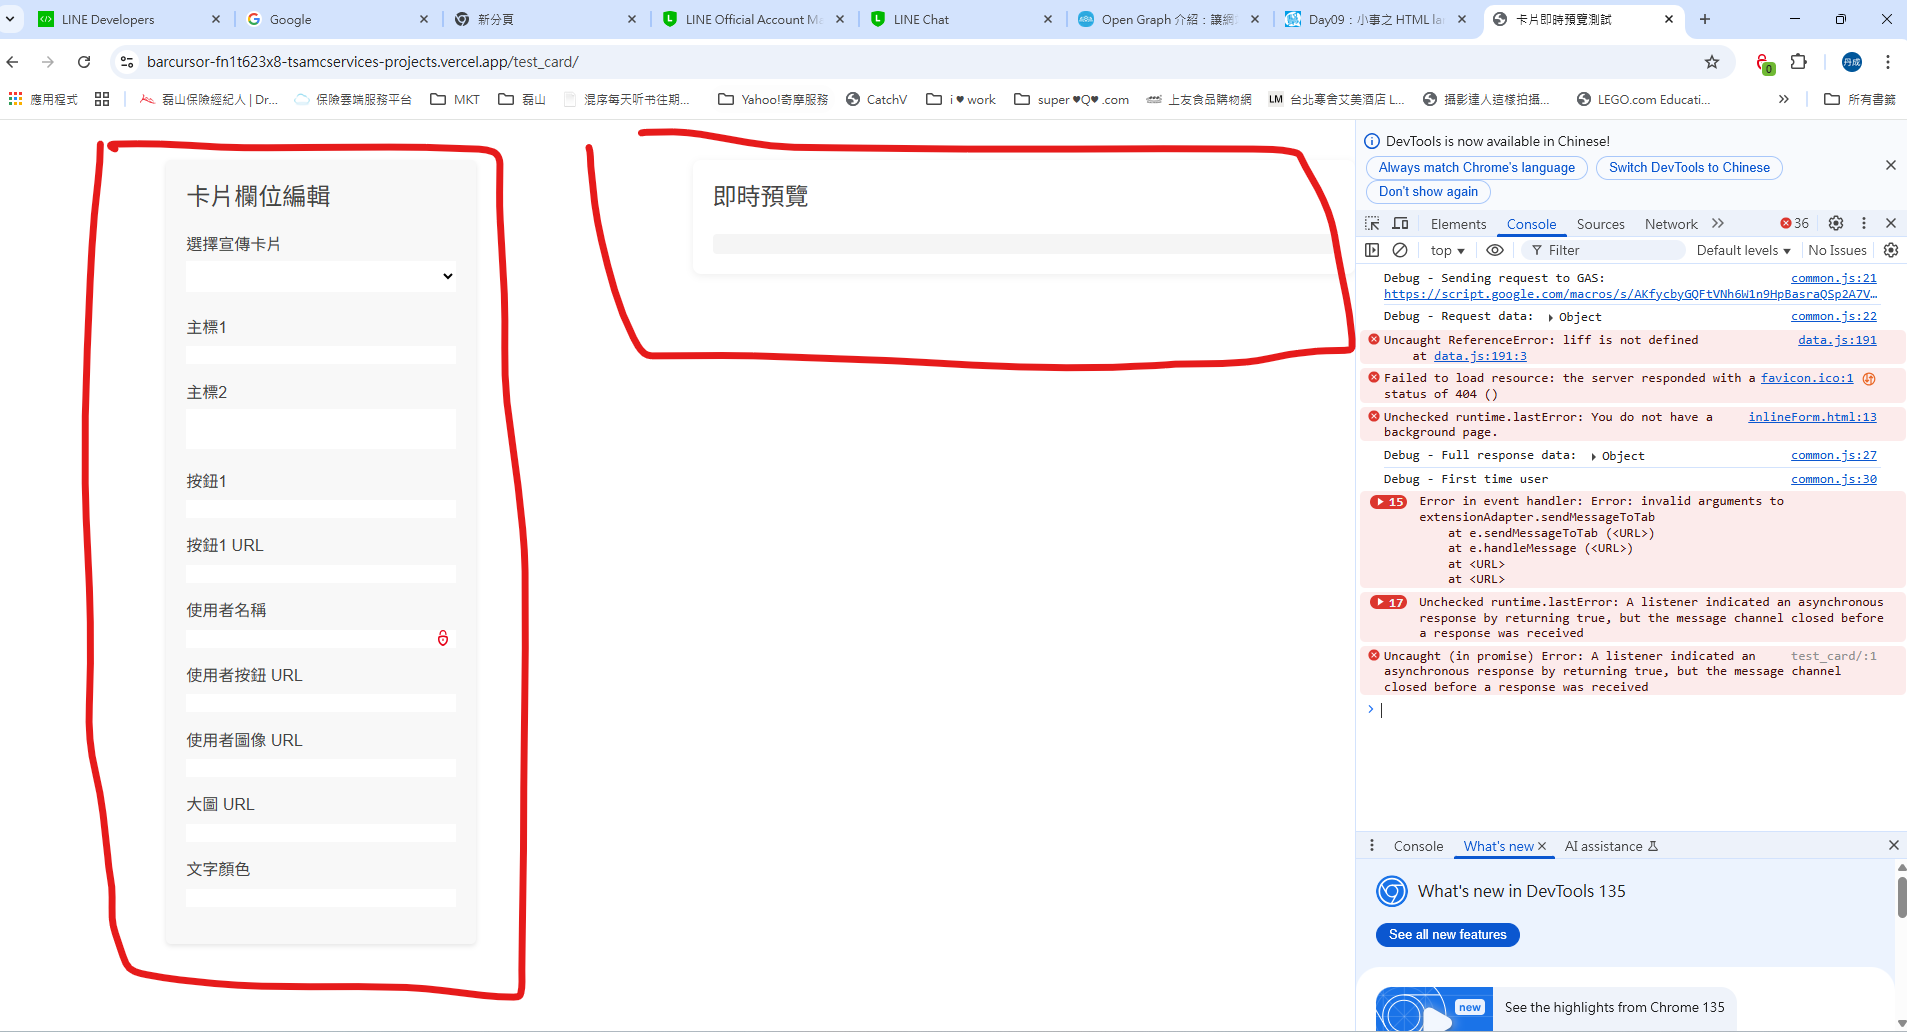 LINE Developers
Google
新分頁
LINE Official Account Ma
LINE Chat
Open Graph 介紹：讓網
Day09：小事之 HTML la
卡片即時預覽測試
barcursor-fn1t623x8-tsamcservices-projects.vercel.app/test_card/
0
丹成
應用程式
磊山保險經紀人 | Dr...
保險雲端服務平台
MKT
磊山
混序每天听书往期...
Yahoo!奇摩服務
CatchV
i ♥ work
super ♥Q♥ .com
上友食品購物網
LM
台北寒舍艾美酒店 L...
攝影達人這樣拍攝...
LEGO.com Educati...
所有書籤
卡片欄位編輯
選擇宣傳卡片
主標1
主標2
按鈕1
按鈕1 URL
使用者名稱
使用者按鈕 URL
使用者圖像 URL
大圖 URL
文字顏色
即時預覽
DevTools is now available in Chinese!
Always match Chrome's language
Switch DevTools to Chinese
Don't show again
Elements
Console
Sources
Network
36
top
Filter
Default levels
No Issues
Debug - Sending request to GAS:
common.js:21
https://script.google.com/macros/s/AKfycbyGQFtVNh6W1n9HpBasraQSp2A7V…
Debug - Request data: Object
common.js:22
Uncaught ReferenceError: liff is not defined
data.js:191
at data.js:191:3
Failed to load resource: the server responded with a
favicon.ico:1
status of 404 ()
Unchecked runtime.lastError: You do not have a
inlineForm.html:13
background page.
Debug - Full response data: Object
common.js:27
Debug - First time user
common.js:30
15
Error in event handler: Error: invalid arguments to
extensionAdapter.sendMessageToTab
at e.sendMessageToTab (<URL>)
at e.handleMessage (<URL>)
at <URL>
at <URL>
17
Unchecked runtime.lastError: A listener indicated an asynchronous
response by returning true, but the message channel closed before
a response was received
Uncaught (in promise) Error: A listener indicated an
test_card/:1
asynchronous response by returning true, but the message channel
closed before a response was received
Console
What's new
AI assistance
What's new in DevTools 135
See all new features
new
See the highlights from Chrome 135